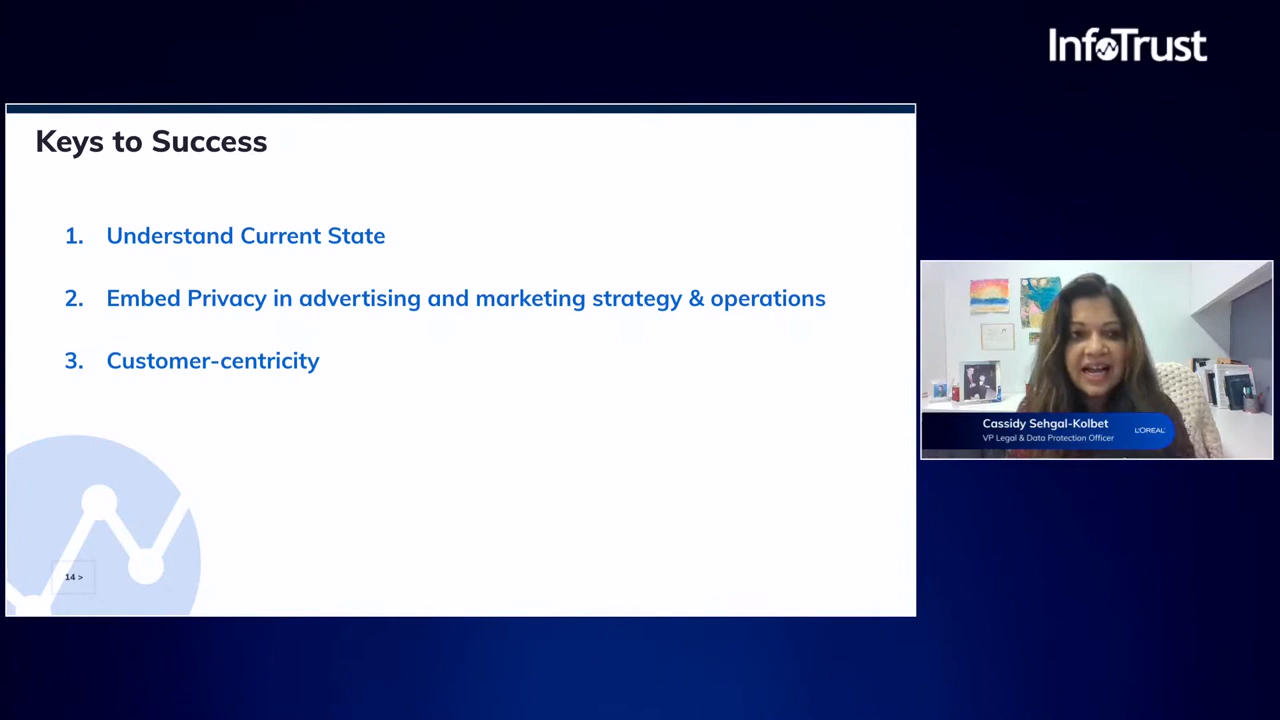 InfoTrust
Keys to Success
1. Understand Current State
2. Embed Privacy in advertising and marketing strategy & operations
3. Customer-centricity
14 >
Cassidy Sehgal-Kolbet
VP Legal & Data Protection Officer
L'ORÉAL